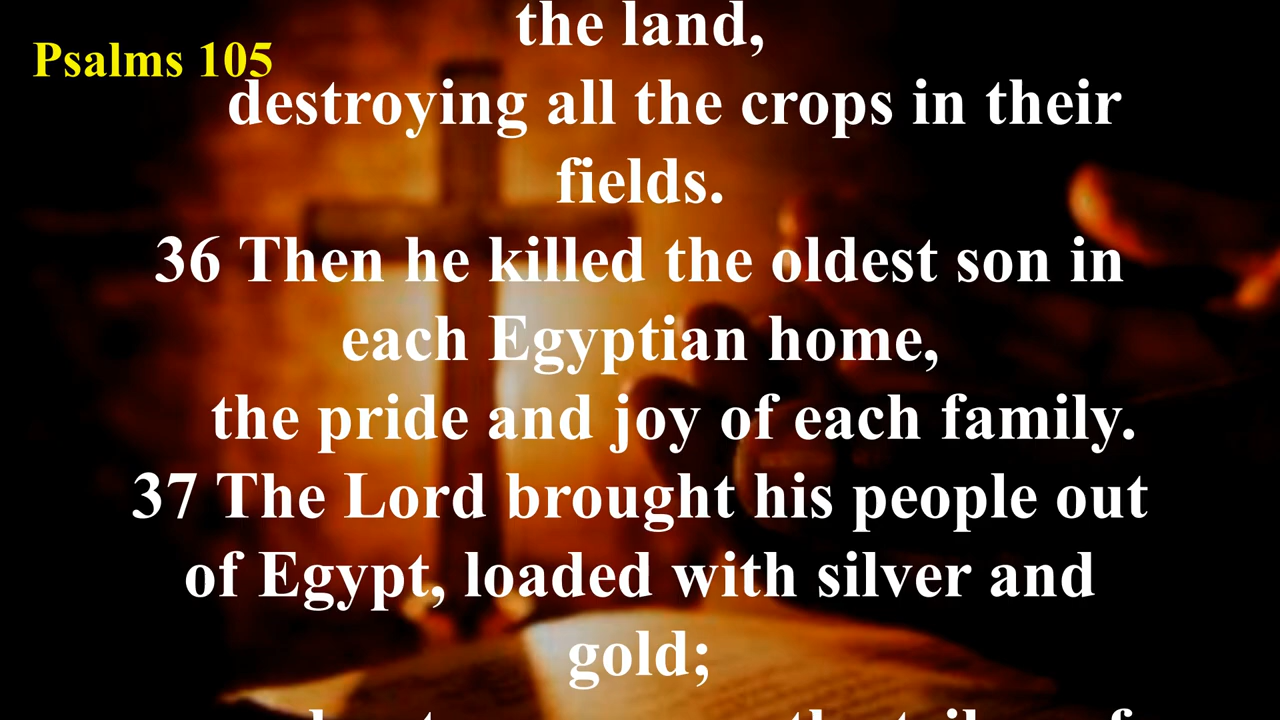 the land,
Psalms 105
destroying all the crops in their
fields.
36 Then he killed the oldest son in
each Egyptian home,
the pride and joy of each family.
37 The Lord brought his people out
of Egypt, loaded with silver and
gold;